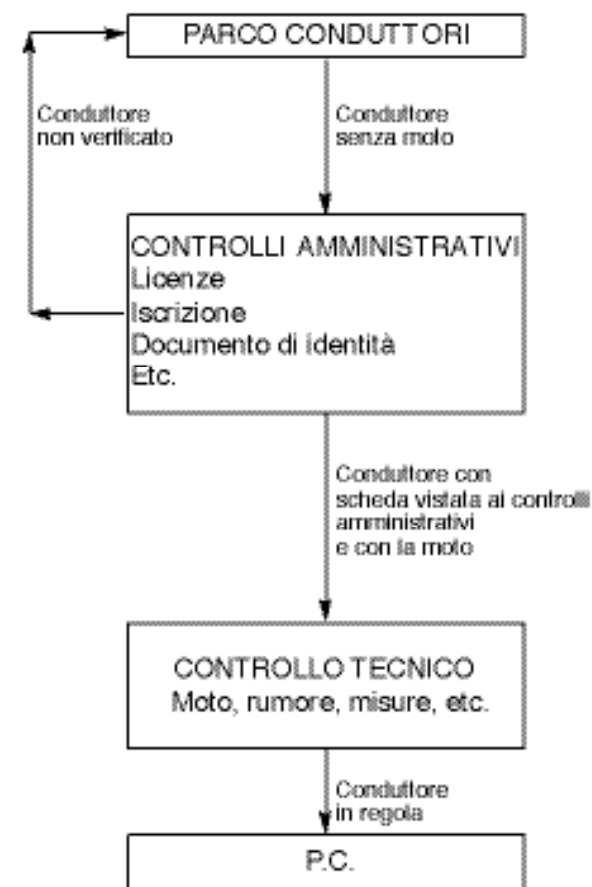 PARCO CONDUTTORI
Conduttore
non verificato
Conduttore
senza moto
CONTROLLI AMMINISTRATIVI
Licenze
Iscrizione
Documento di identità
Etc.
Conduttore con
scheda vistata ai controlli
amministrativi
e con la moto
CONTROLLO TECNICO
Moto, rumore, misure, etc.
Conduttore
in regola
P.C.